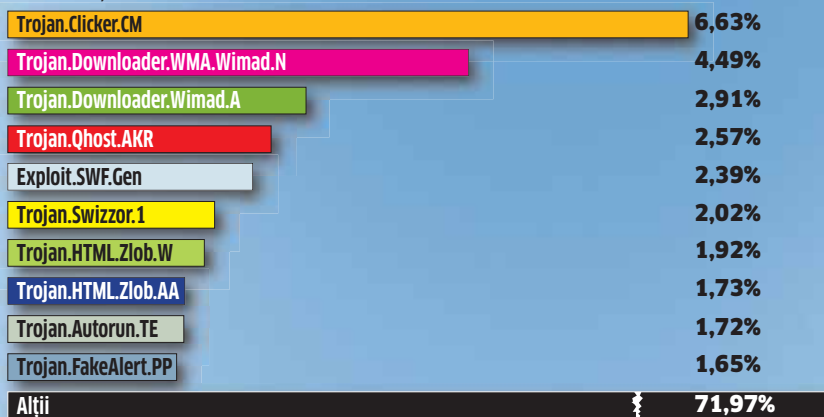 Trojan.Clicker.CM 6,63%
Trojan.Downloader.WMA.Wimad.N 4,49%
Trojan.Downloader.Wimad.A 2,91%
Trojan.Qhost.AKR 2,57%
Exploit.SWF.Gen 2,39%
Trojan.Swizzor.1 2,02%
Trojan.HTML.Zlob.W 1,92%
Trojan.HTML.Zlob.AA 1,73%
Trojan.Autorun.TE 1,72%
Trojan.FakeAlert.PP 1,65%
Alții 71,97%